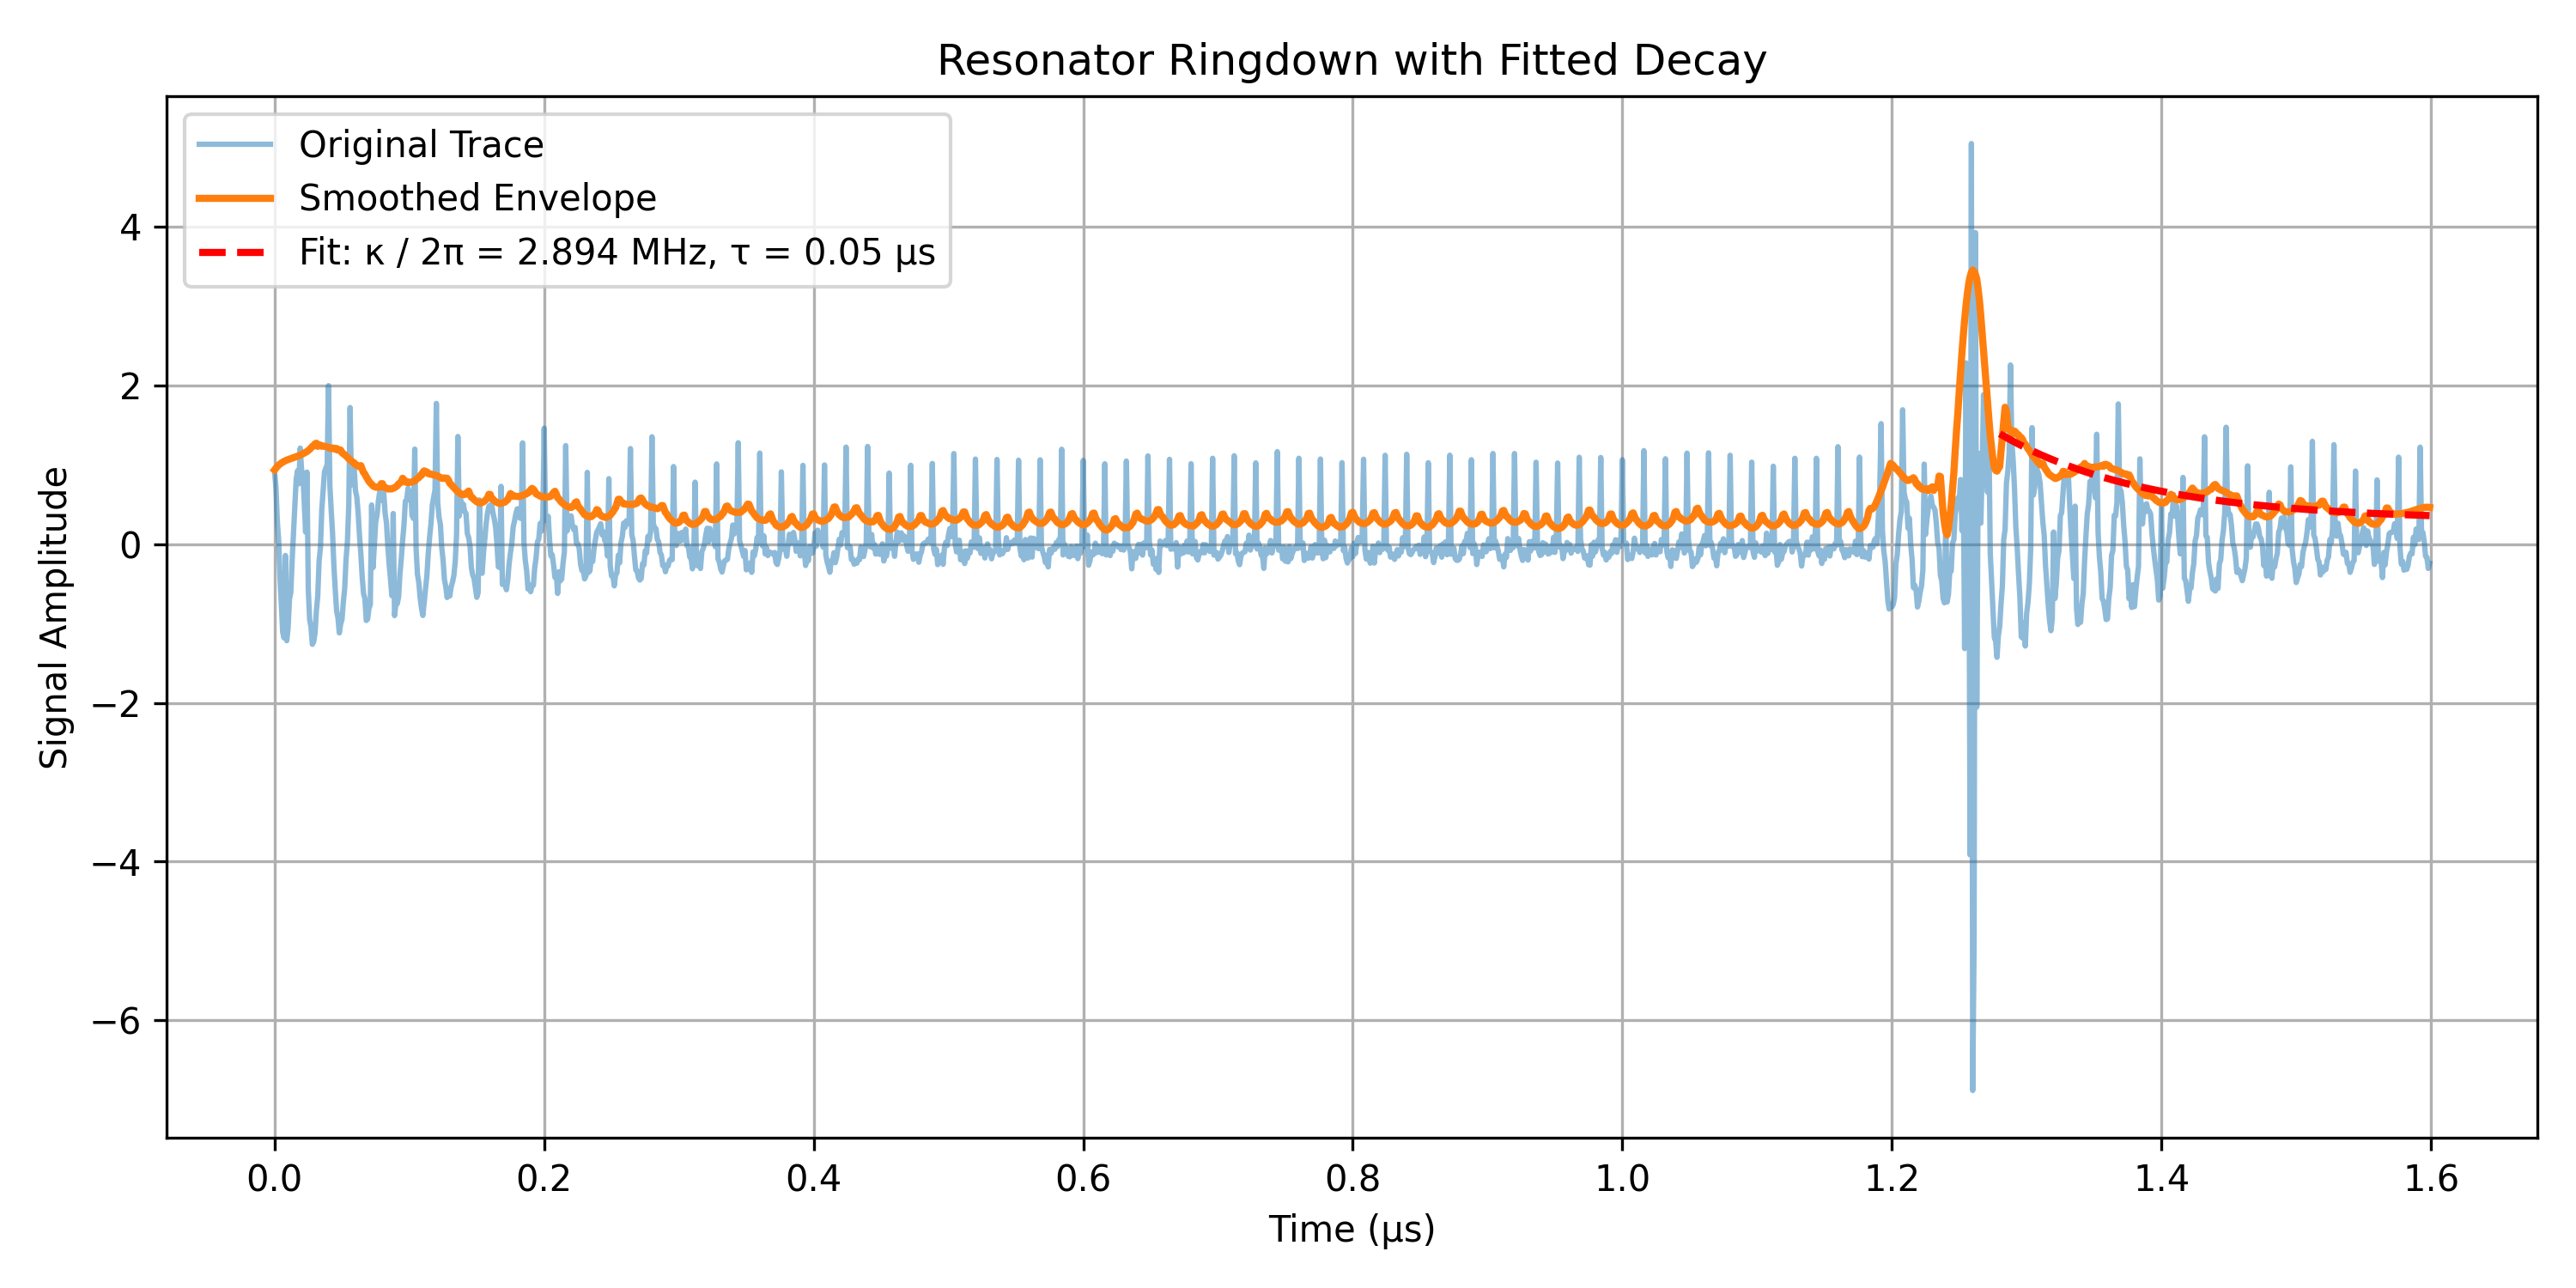 Resonator Ringdown with Fitted Decay
Original Trace
Smoothed Envelope
Fit: κ / 2π = 2.894 MHz, τ = 0.05 μs
Signal Amplitude
4
2
0
−2
−4
−6
0.0 0.2 0.4 0.6 0.8 1.0 1.2 1.4 1.6
Time (μs)